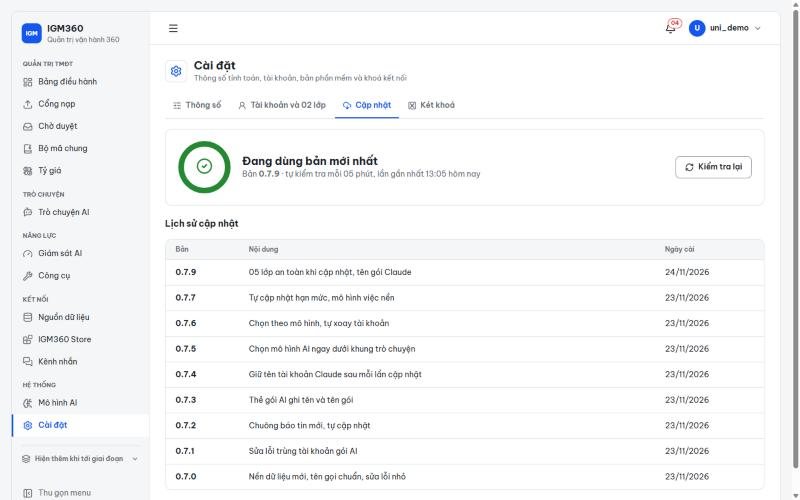 IGM
IGM360
Quản trị vận hành 360
QUẢN TRỊ TMĐT
Bảng điều hành
Cổng nạp
Chờ duyệt
Bộ mã chung
Tỷ giá
TRÒ CHUYỆN
Trò chuyện AI
NĂNG LỰC
Giám sát AI
Công cụ
KẾT NỐI
Nguồn dữ liệu
IGM360 Store
Kênh nhắn
HỆ THỐNG
Mô hình AI
Cài đặt
Hiện thêm khi tới giai đoạn
Thu gọn menu
04
U uni_demo
Cài đặt
Thông số tính toán, tài khoản, bản phần mềm và khoá kết nối
Thông số Tài khoản và 02 lớp Cập nhật Két khoá
Đang dùng bản mới nhất
Bản 0.7.9 · tự kiểm tra mỗi 05 phút, lần gần nhất 13:05 hôm nay
Kiểm tra lại
Lịch sử cập nhật
Bản Nội dung Ngày cài
0.7.9 05 lớp an toàn khi cập nhật, tên gói Claude 24/11/2026
0.7.7 Tự cập nhật hạn mức, mô hình việc nền 23/11/2026
0.7.6 Chọn theo mô hình, tự xoay tài khoản 23/11/2026
0.7.5 Chọn mô hình AI ngay dưới khung trò chuyện 23/11/2026
0.7.4 Giữ tên tài khoản Claude sau mỗi lần cập nhật 23/11/2026
0.7.3 Thẻ gói AI ghi tên và tên gói 23/11/2026
0.7.2 Chuông báo tin mới, tự cập nhật 23/11/2026
0.7.1 Sửa lỗi trùng tài khoản gói AI 23/11/2026
0.7.0 Nền dữ liệu mới, tên gọi chuẩn, sửa lỗi nhỏ 23/11/2026